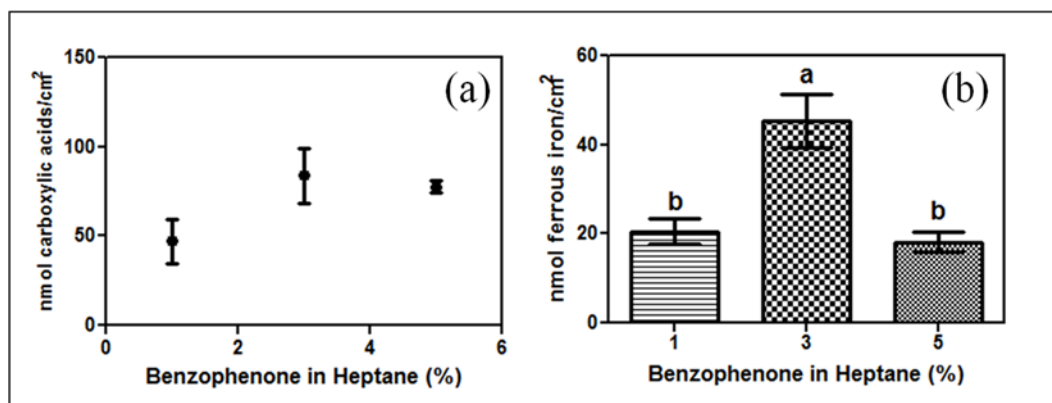 (a)
nmol carboxylic acids/cm²
150
100
50
0
0 2 4 6
Benzophenone in Heptane (%)
(b)
nmol ferrous iron/cm²
60
40
20
0
b a b
1 3 5
Benzophenone in Heptane (%)